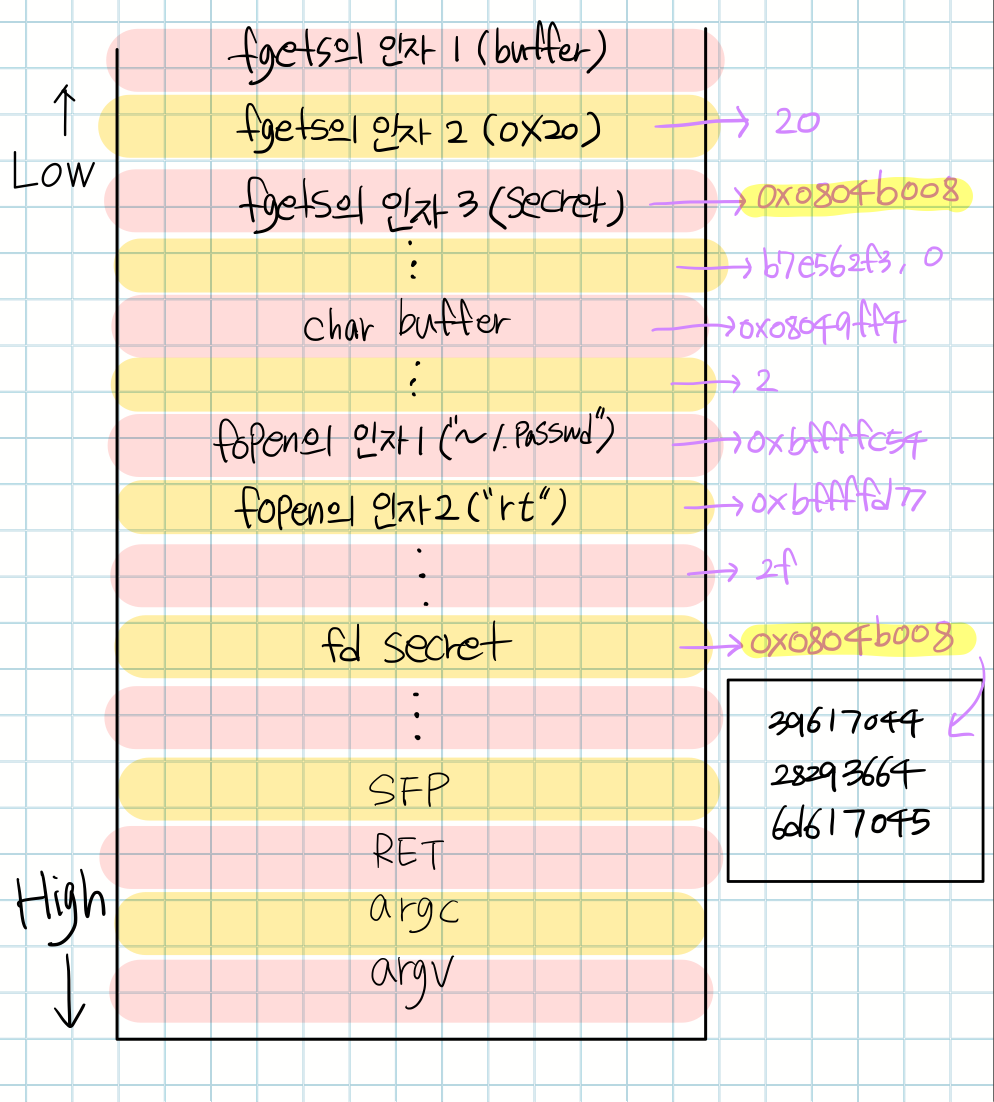 fgets의 인자 1 (buffer)
↑
Low
fgets의 인자 2 (0X20) → 20
fgets의 인자 3 (secret) → 0x0804b008
⋮ → b7e562f3, 0
char buffer → 0x08049ff4
⋮ → 2
fopen의 인자1 ("~/.passwd") → 0xbffffc54
fopen의 인자2 ("rt") → 0xbffffd77
⋮ → 2f
fd secret → 0x0804b008
⋮
39617044
28293664
6d617045
SFP
RET
High
↓
argc
argv